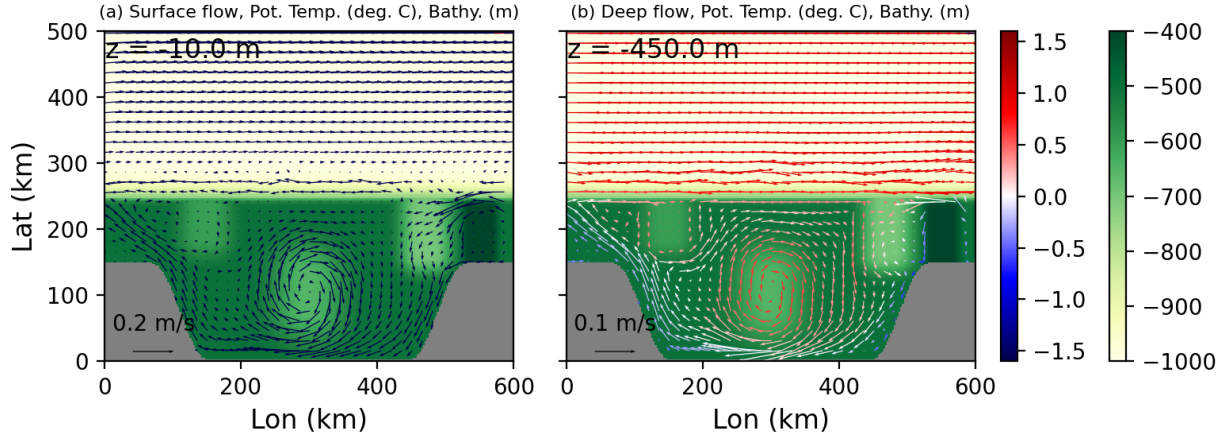 (a) Surface flow, Pot. Temp. (deg. C), Bathy. (m)
(b) Deep flow, Pot. Temp. (deg. C), Bathy. (m)
z = -10.0 m
z = -450.0 m
500
400
300
200
100
0
Lat (km)
0.2 m/s
0.1 m/s
0 200 400 600
0 200 400 600
Lon (km)
Lon (km)
1.5
1.0
0.5
0.0
−0.5
−1.0
−1.5
−400
−500
−600
−700
−800
−900
−1000